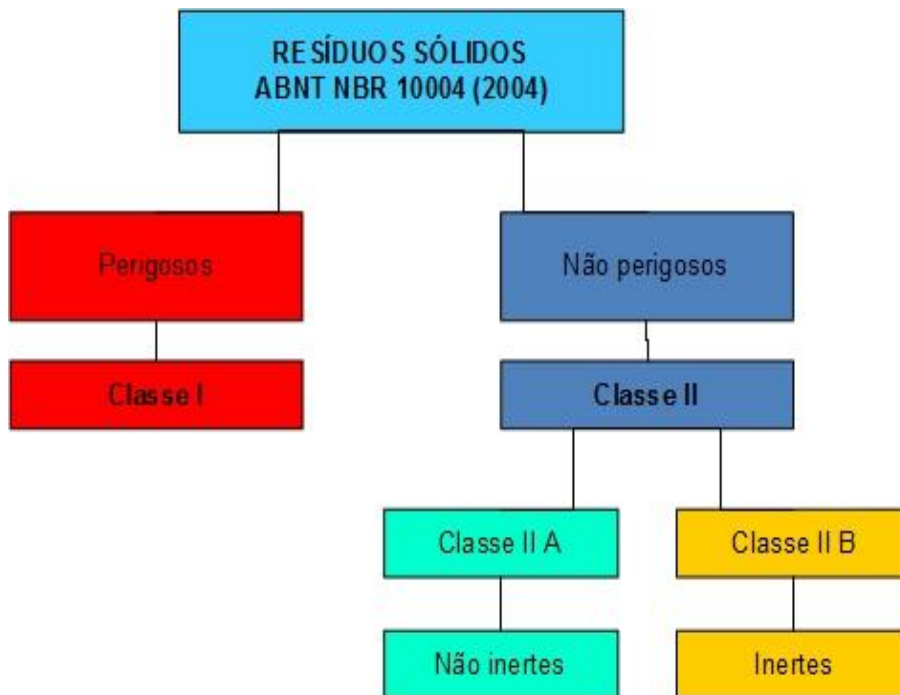 RESÍDUOS SÓLIDOS
ABNT NBR 10004 (2004)
Perigosos
Não perigosos
Classe I
Classe II
Classe II A
Classe II B
Não inertes
Inertes